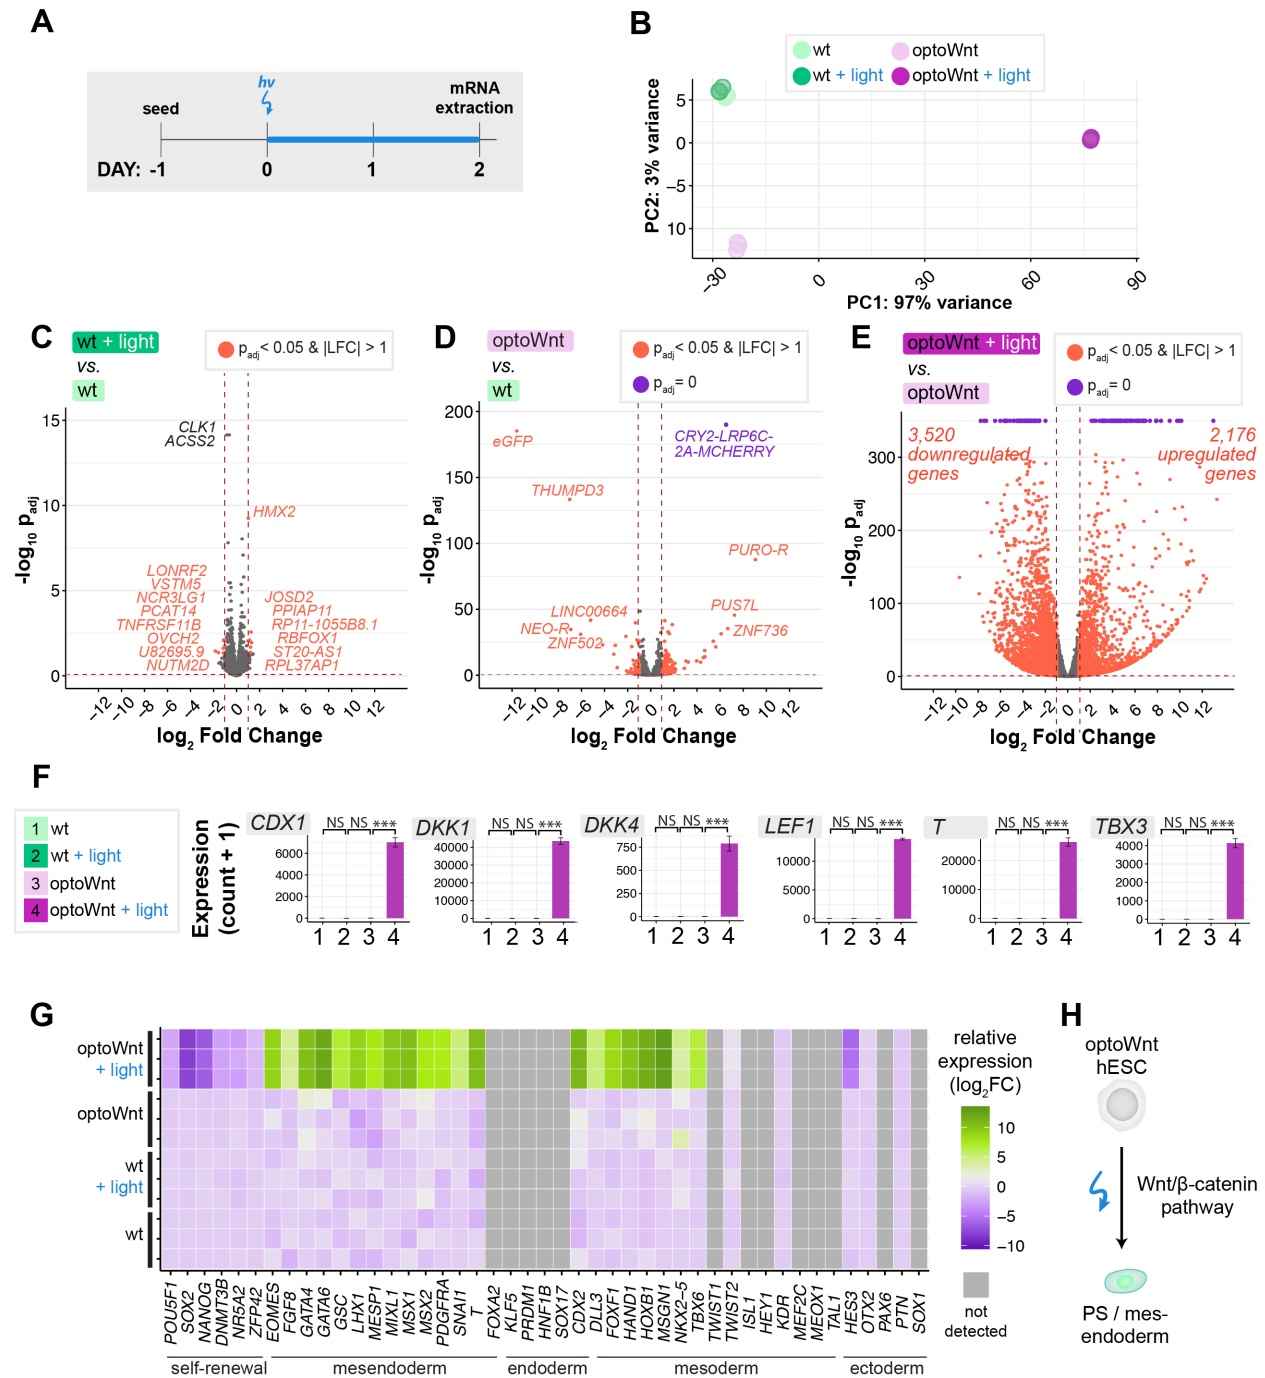 A
hv
seed
mRNA
extraction
DAY: -1 0 1 2
B
wt
optoWnt
wt + light
optoWnt + light
PC2: 3% variance
5
0
−5
10
−30 0 30 60 90
PC1: 97% variance
C
wt + light
vs.
wt
padj < 0.05 & |LFC| > 1
-log10 padj
15
10
5
0
CLK1
ACSS2
HMX2
LONRF2
VSTM5
NCR3LG1
PCAT14
TNFRSF11B
OVCH2
U82695.9
NUTM2D
JOSD2
PPIAP11
RP11-1055B8.1
RBFOX1
ST20-AS1
RPL37AP1
−12 −10 −8 −6 −4 −2 0 2 4 6 8 10 12
log2 Fold Change
D
optoWnt
vs.
wt
padj < 0.05 & |LFC| > 1
padj = 0
-log10 padj
200
150
100
50
0
eGFP
CRY2-LRP6C-
2A-MCHERRY
THUMPD3
PURO-R
LINC00664
PUS7L
NEO-R
ZNF736
ZNF502
−12 −10 −8 −6 −4 −2 0 2 4 6 8 10 12
log2 Fold Change
E
optoWnt + light
vs.
optoWnt
padj < 0.05 & |LFC| > 1
padj = 0
-log10 padj
300
200
100
0
3,520
downregulated
genes
2,176
upregulated
genes
−12 −10 −8 −6 −4 −2 0 2 4 6 8 10 12
log2 Fold Change
F
1 wt
2 wt + light
3 optoWnt
4 optoWnt + light
Expression
(count + 1)
CDX1
NS NS ***
6000
4000
2000
0
1 2 3 4
DKK1
NS NS ***
40000
30000
20000
10000
0
1 2 3 4
DKK4
NS NS ***
750
500
250
0
1 2 3 4
LEF1
NS NS ***
10000
5000
0
1 2 3 4
T
NS NS ***
20000
10000
0
1 2 3 4
TBX3
NS NS ***
4000
3000
2000
1000
0
1 2 3 4
G
optoWnt
+ light
optoWnt
wt
+ light
wt
POU5F1 SOX2 NANOG DNMT3B NR5A2 ZFP42 EOMES FGF8 GATA4 GATA6 GSC LHX1 MESP1 MIXL1 MSX1 MSX2 PDGFRA SNAI1 T FOXA2 KLF5 PRDM1 HNF1B SOX17 CDX2 DLL3 FOXF1 HAND1 HOXB1 MSGN1 NKX2−5 TBX6 TWIST1 TWIST2 ISL1 HEY1 KDR MEF2C MEOX1 TAL1 HES3 OTX2 PAX6 PTN SOX1
self-renewal mesendoderm endoderm mesoderm ectoderm
relative
expression
(log2FC)
10
5
0
−5
−10
not
detected
H
optoWnt
hESC
Wnt/β-catenin
pathway
PS / mes-
endoderm